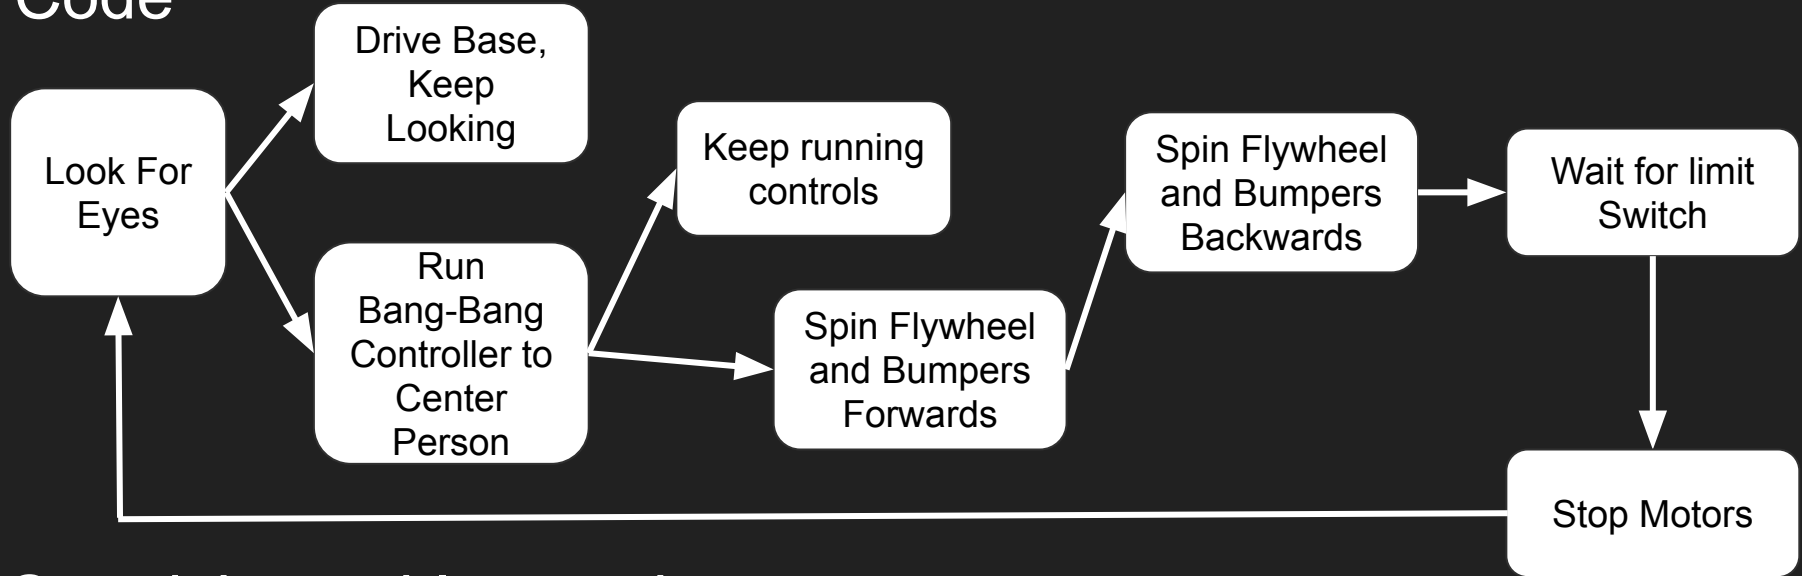 Code
Drive Base,
Keep
Looking
Look For
Eyes
Run
Bang-Bang
Controller to
Center
Person
Keep running
controls
Spin Flywheel
and Bumpers
Forwards
Spin Flywheel
and Bumpers
Backwards
Wait for limit
Switch
Stop Motors